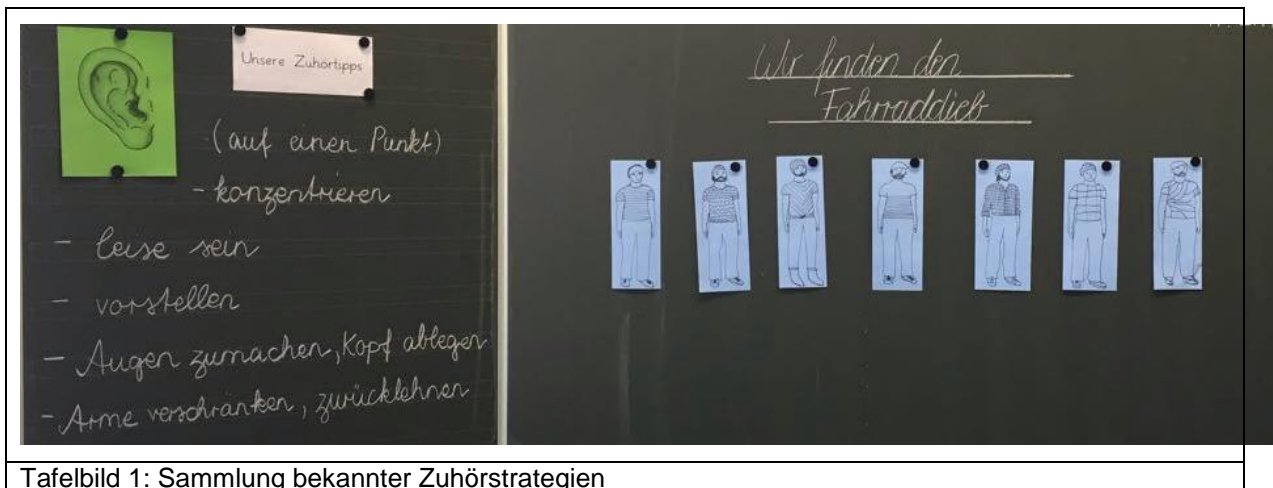 Unsere Zuhörtipps
(auf einen Punkt)
- konzentrieren
- leise sein
- vorstellen
- Augen zumachen, Kopf ablegen
- Arme verschränken, zurücklehnen
Wir finden den
Fahrraddieb
Tafelbild 1: Sammlung bekannter Zuhörstrategien